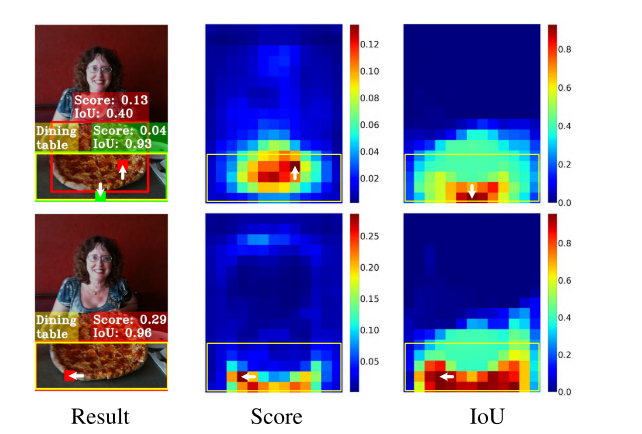 Score: 0.13
IoU: 0.40
Dining
table
Score: 0.04
IoU: 0.93
0.12
0.10
0.08
0.06
0.04
0.02
0.8
0.6
0.4
0.2
0.0
Dining
table
Score: 0.29
IoU: 0.96
0.25
0.20
0.15
0.10
0.05
0.8
0.6
0.4
0.2
0.0
Result
Score
IoU